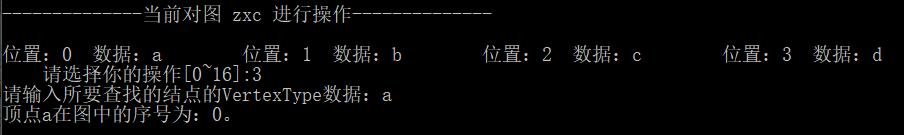 --------------当前对图 zxc 进行操作--------------
位置：0 数据：a 位置：1 数据：b 位置：2 数据：c 位置：3 数据：d
请选择你的操作[0~16]:3
请输入所要查找的结点的VertexType数据：a
顶点a在图中的序号为：0。